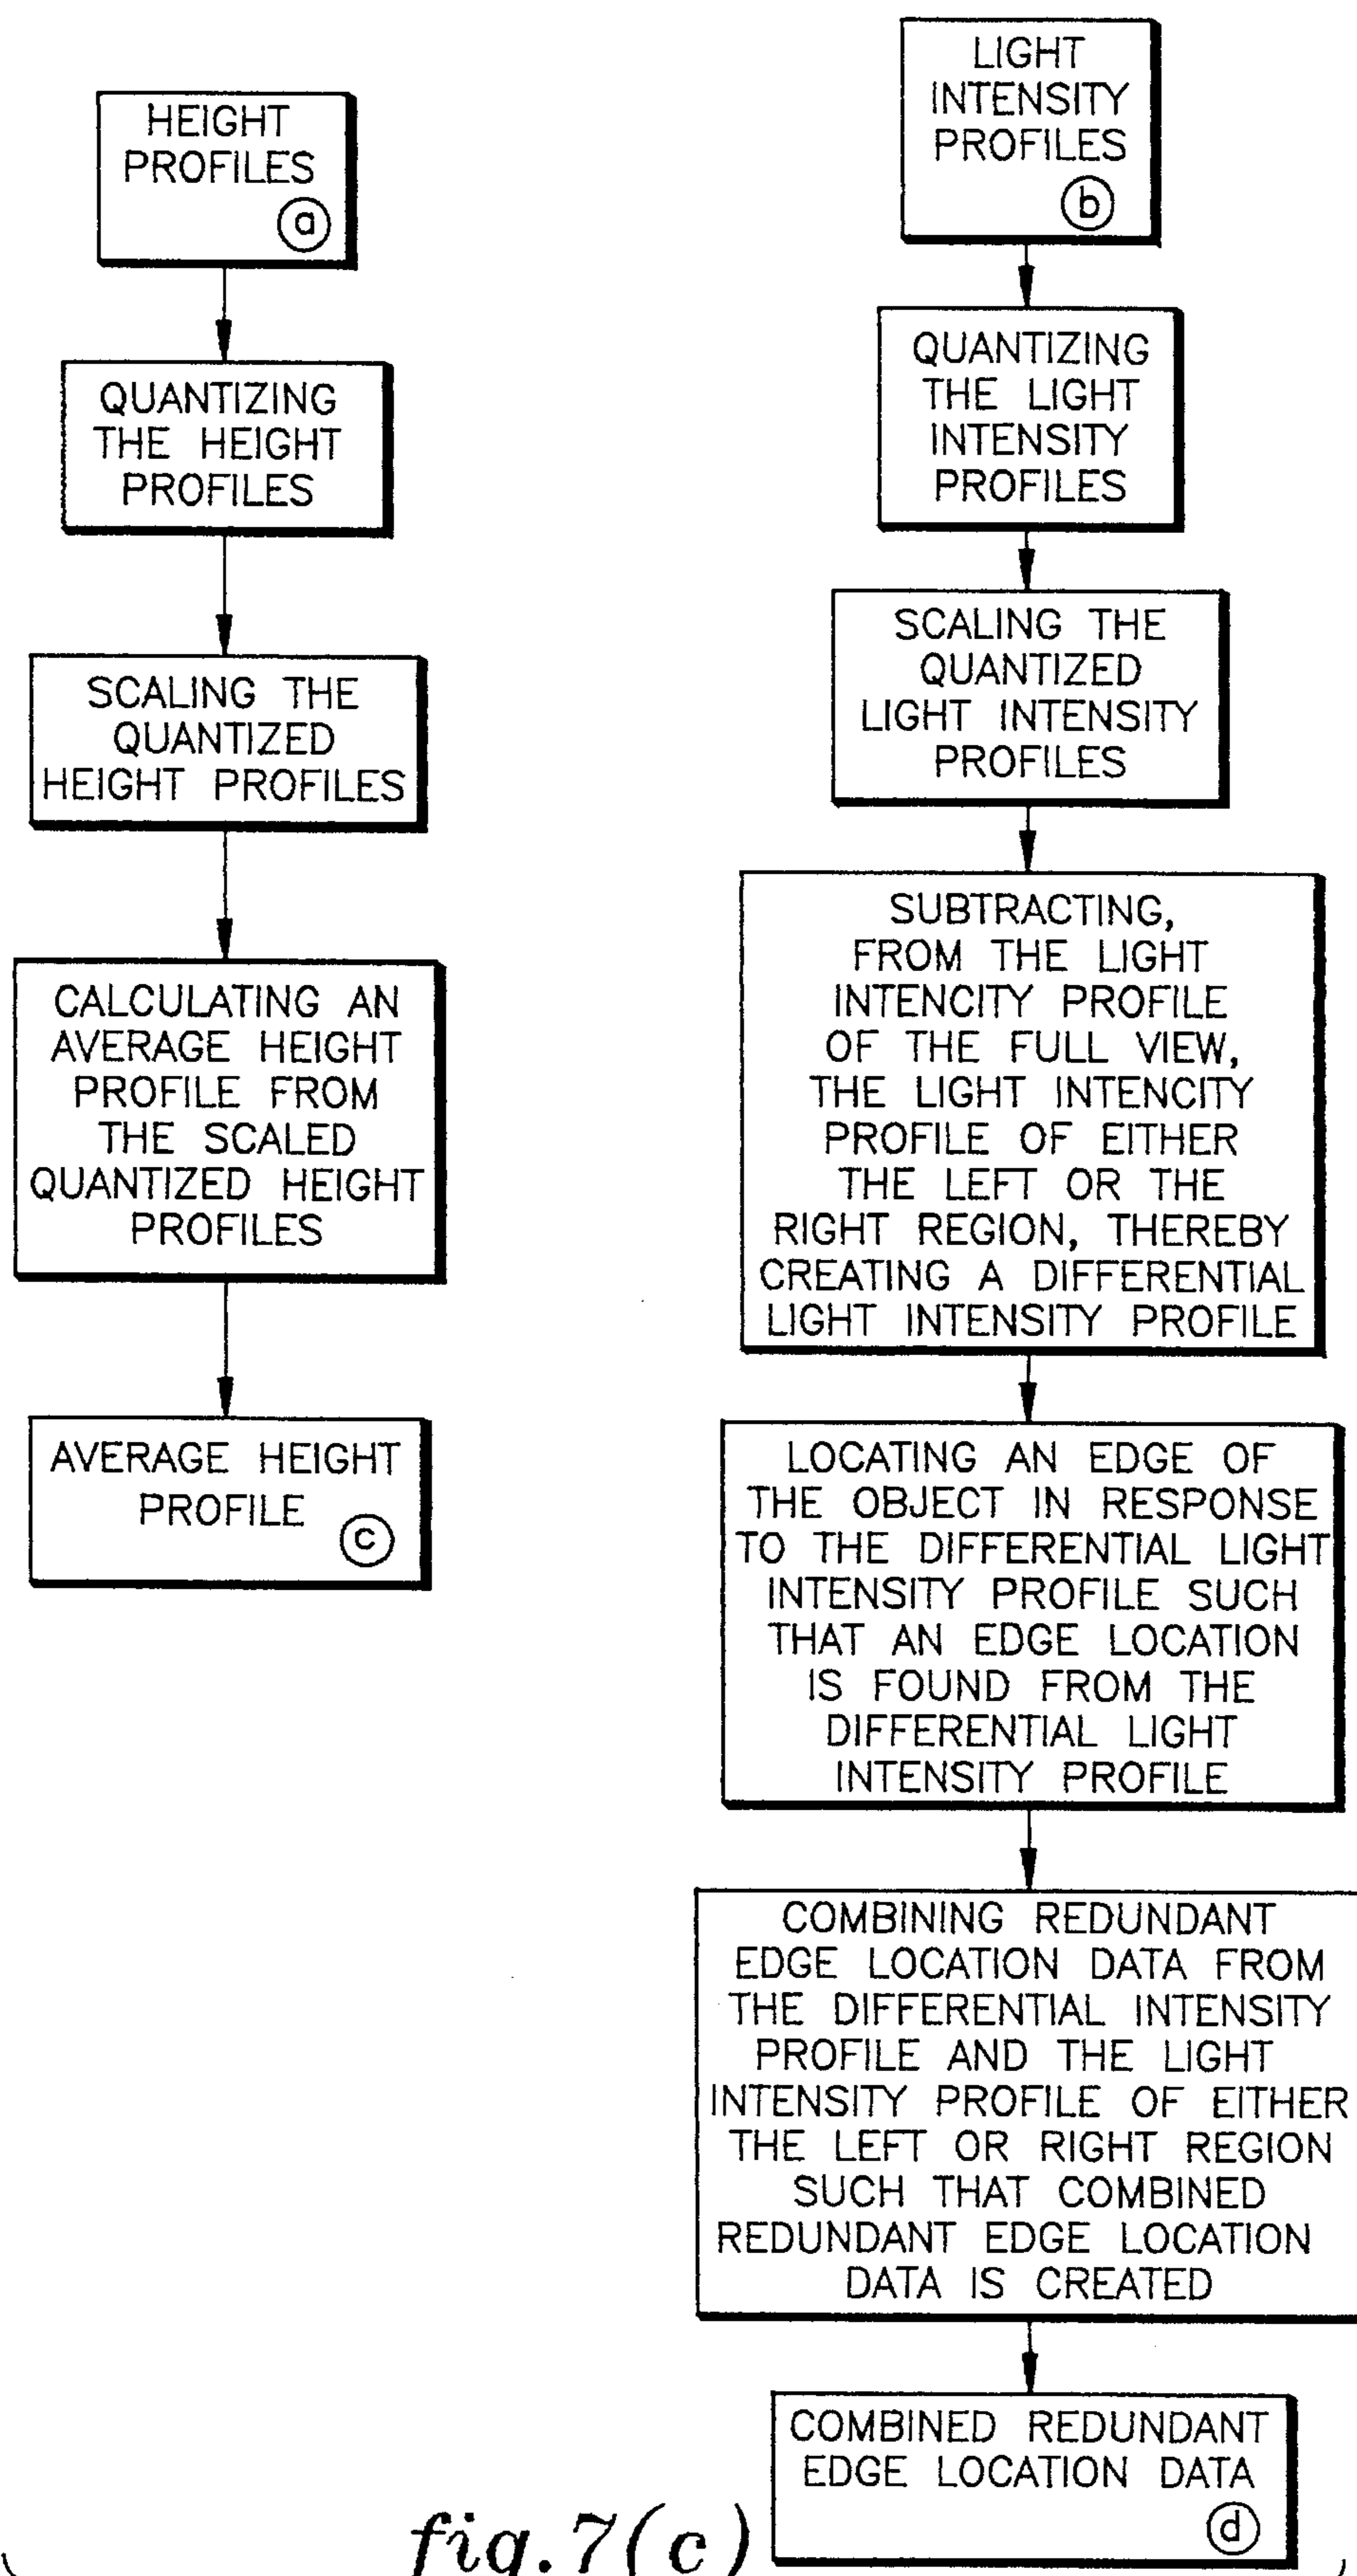 HEIGHT
PROFILES
a
QUANTIZING
THE HEIGHT
PROFILES
SCALING THE
QUANTIZED
HEIGHT PROFILES
CALCULATING AN
AVERAGE HEIGHT
PROFILE FROM
THE SCALED
QUANTIZED HEIGHT
PROFILES
AVERAGE HEIGHT
PROFILE
c
LIGHT
INTENSITY
PROFILES
b
QUANTIZING
THE LIGHT
INTENSITY
PROFILES
SCALING THE
QUANTIZED
LIGHT INTENSITY
PROFILES
SUBTRACTING,
FROM THE LIGHT
INTENCITY PROFILE
OF THE FULL VIEW,
THE LIGHT INTENCITY
PROFILE OF EITHER
THE LEFT OR THE
RIGHT REGION, THEREBY
CREATING A DIFFERENTIAL
LIGHT INTENSITY PROFILE
LOCATING AN EDGE OF
THE OBJECT IN RESPONSE
TO THE DIFFERENTIAL LIGHT
INTENSITY PROFILE SUCH
THAT AN EDGE LOCATION
IS FOUND FROM THE
DIFFERENTIAL LIGHT
INTENSITY PROFILE
COMBINING REDUNDANT
EDGE LOCATION DATA FROM
THE DIFFERENTIAL INTENSITY
PROFILE AND THE LIGHT
INTENSITY PROFILE OF EITHER
THE LEFT OR RIGHT REGION
SUCH THAT COMBINED
REDUNDANT EDGE LOCATION
DATA IS CREATED
COMBINED REDUNDANT
EDGE LOCATION DATA
d
fig.7(c)